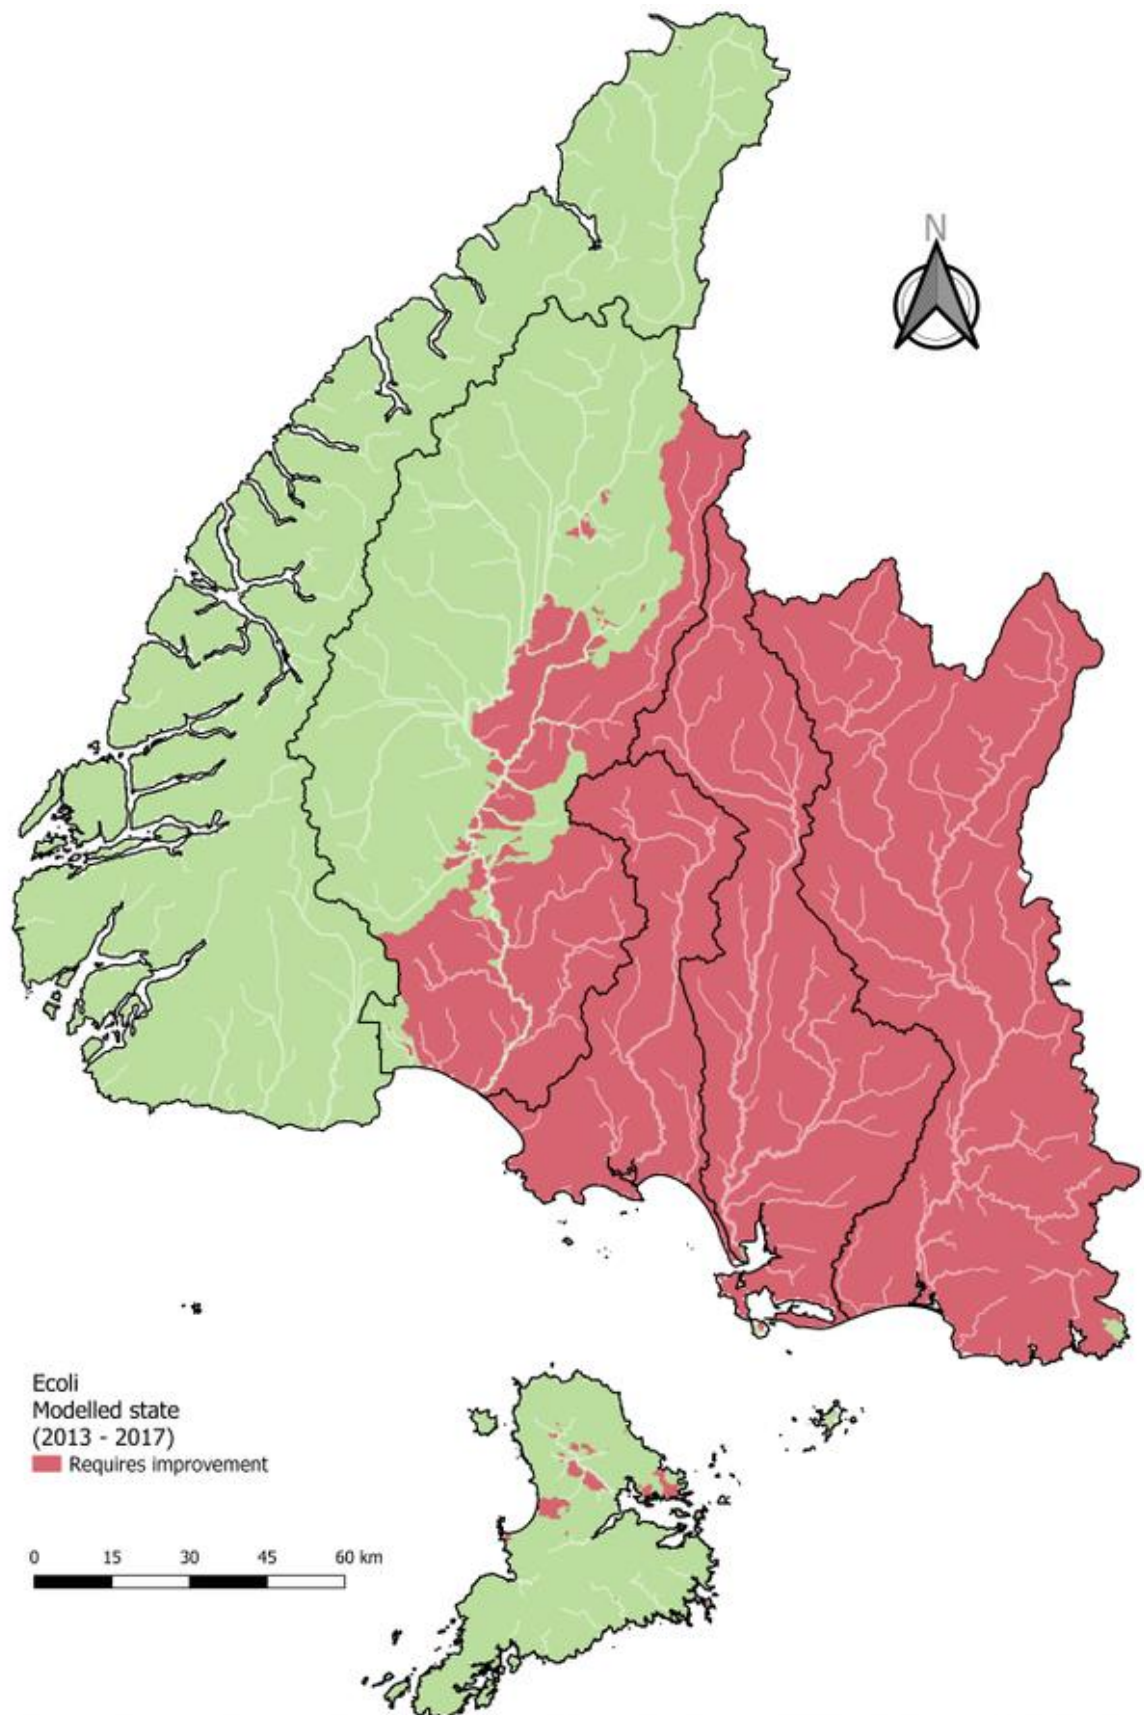 N
Ecoli
Modelled state
(2013 - 2017)
Requires improvement
0 15 30 45 60 km